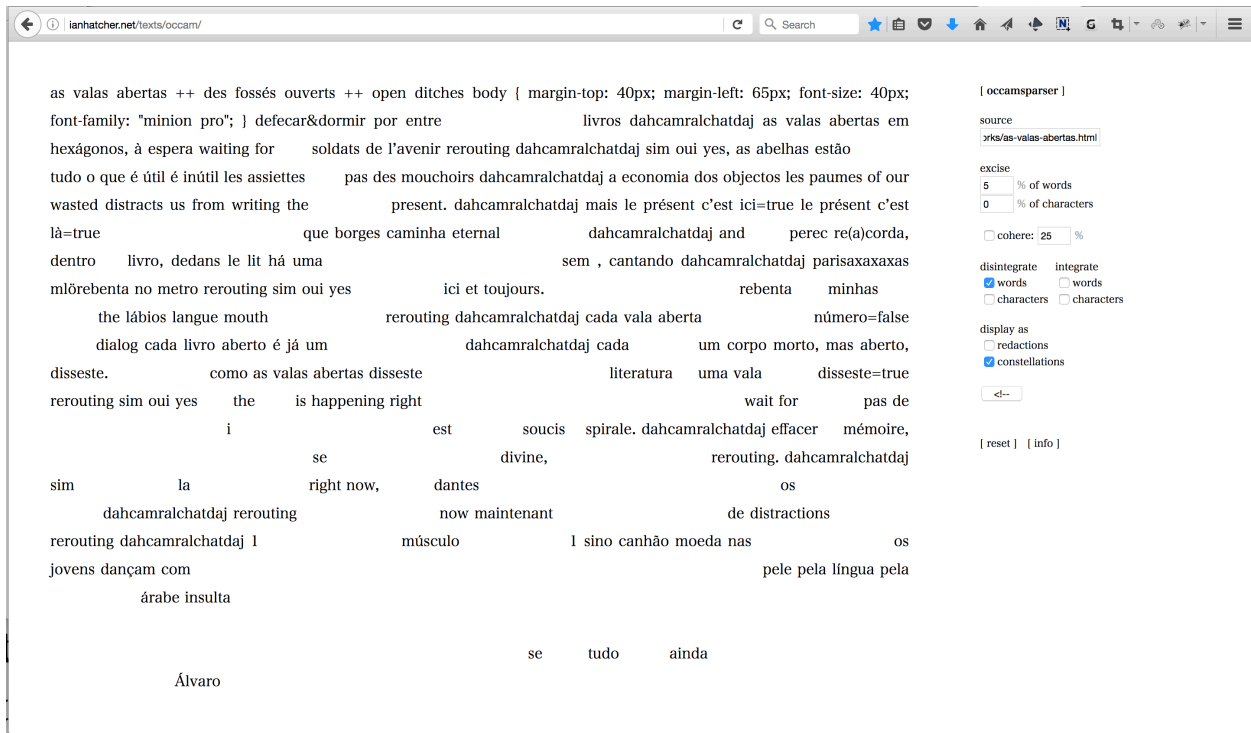 ianhatcher.net/texts/occam/
Search
as valas abertas ++ des fossés ouverts ++ open ditches body { margin-top: 40px; margin-left: 65px; font-size: 40px;
font-family: "minion pro"; } defecar&dormir por entre livros dahcamralchatdaj as valas abertas em
hexágonos, à espera waiting for soldats de l’avenir rerouting dahcamralchatdaj sim oui yes, as abelhas estão
tudo o que é útil é inútil les assiettes pas des mouchoirs dahcamralchatdaj a economia dos objectos les paumes of our
wasted distracts us from writing the present. dahcamralchatdaj mais le présent c’est ici=true le présent c’est
là=true que borges caminha eternal dahcamralchatdaj and perec re(a)corda,
dentro livro, dedans le lit há uma sem , cantando dahcamralchatdaj parisaxaxaxas
mlörebenta no metro rerouting sin oui yes ici et toujours. rebenta minhas
the lábios langue mouth rerouting dahcamralchatdaj cada vala aberta número=false
dialog cada livro aberto é já um dahcamralchatdaj cada um corpo morto, mas aberto,
disseste. como as valas abertas disseste literatura uma vala disseste=true
rerouting sim oui yes the is happening right wait for pas de
i est soucis spirale. dahcamralchatdaj effacer mémoire,
se divine, rerouting. dahcamralchatdaj
sim la right now, dantes os
dahcamralchatdaj rerouting now maintenant de distractions
rerouting dahcamralchatdaj l músculo l sino canhão moeda nas os
jovens dançam com pele pela língua pela
árabe insulta
se tudo ainda
Álvaro
[ occamsparser ]
source
orks/as-valas-abertas.html
excise
5 % of words
0 % of characters
cohere: 25 %
disintegrate integrate
words words
characters characters
display as
redactions
constellations
<!--
[ reset ] [ info ]